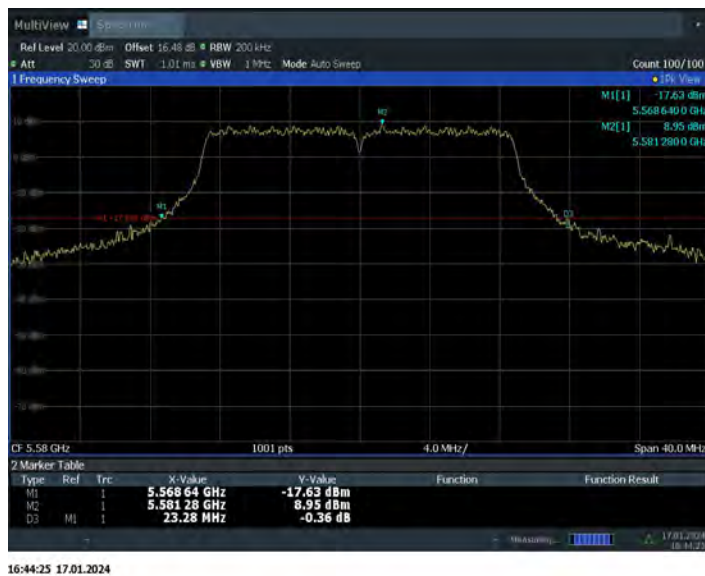 MultiView Spectrum
Ref Level 20.00 dBm Offset 16.48 dB RBW 200 kHz
Att 30 dB SWT 1.01 ms VBW 1 MHz Mode Auto Sweep Count 100/100
1 Frequency Sweep 1Pk View
M1[1] -17.63 dBm
5.568 640 0 GHz
M2[1] 8.95 dBm
5.581 280 0 GHz
M2
M1
D3
CF 5.58 GHz 1001 pts 4.0 MHz/ Span 40.0 MHz
2 Marker Table
Type Ref Trc X-Value Y-Value Function Function Result
M1 1 5.568 64 GHz -17.63 dBm
M2 1 5.581 28 GHz 8.95 dBm
D3 M1 1 23.28 MHz -0.36 dB
Measuring... 17.01.2024
16:44:25 17.01.2024